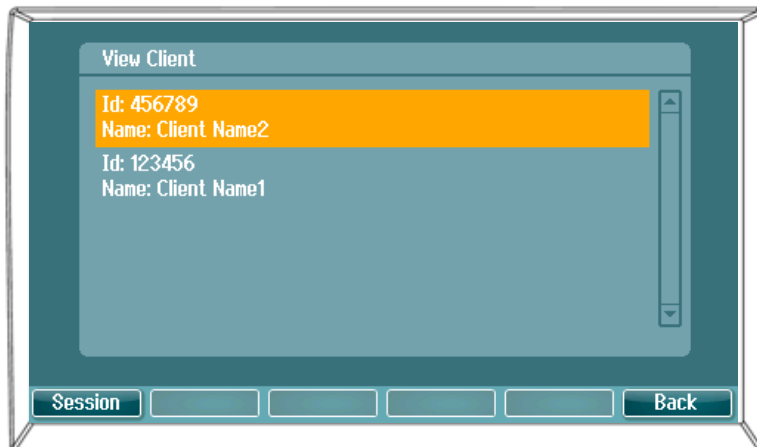 View Client
Id: 456789
Name: Client Name2
Id: 123456
Name: Client Name1
Session
Back